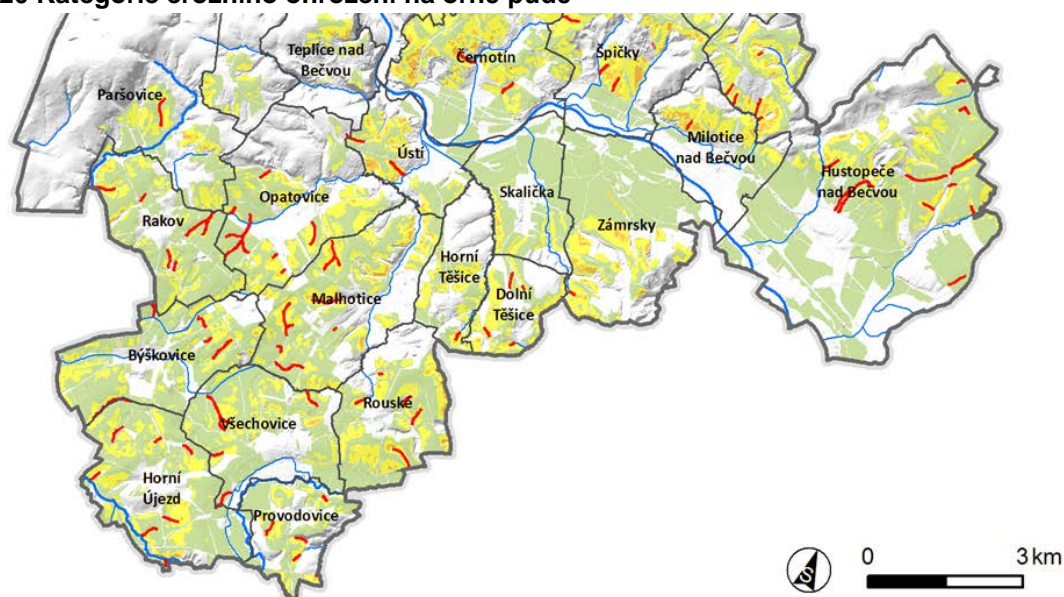 Teplice nad
Bečvou
Černotín
Špičky
Paršovice
Milotice
nad Bečvou
Ústí
Hustopeče
nad Bečvou
Skalička
Opatovice
Rakov
Zámrsky
Horní
Těšice
Dolní
Těšice
Malhotice
Býškovice
Rouské
Všechovice
Horní
Újezd
Provodovice
S
0
3 km